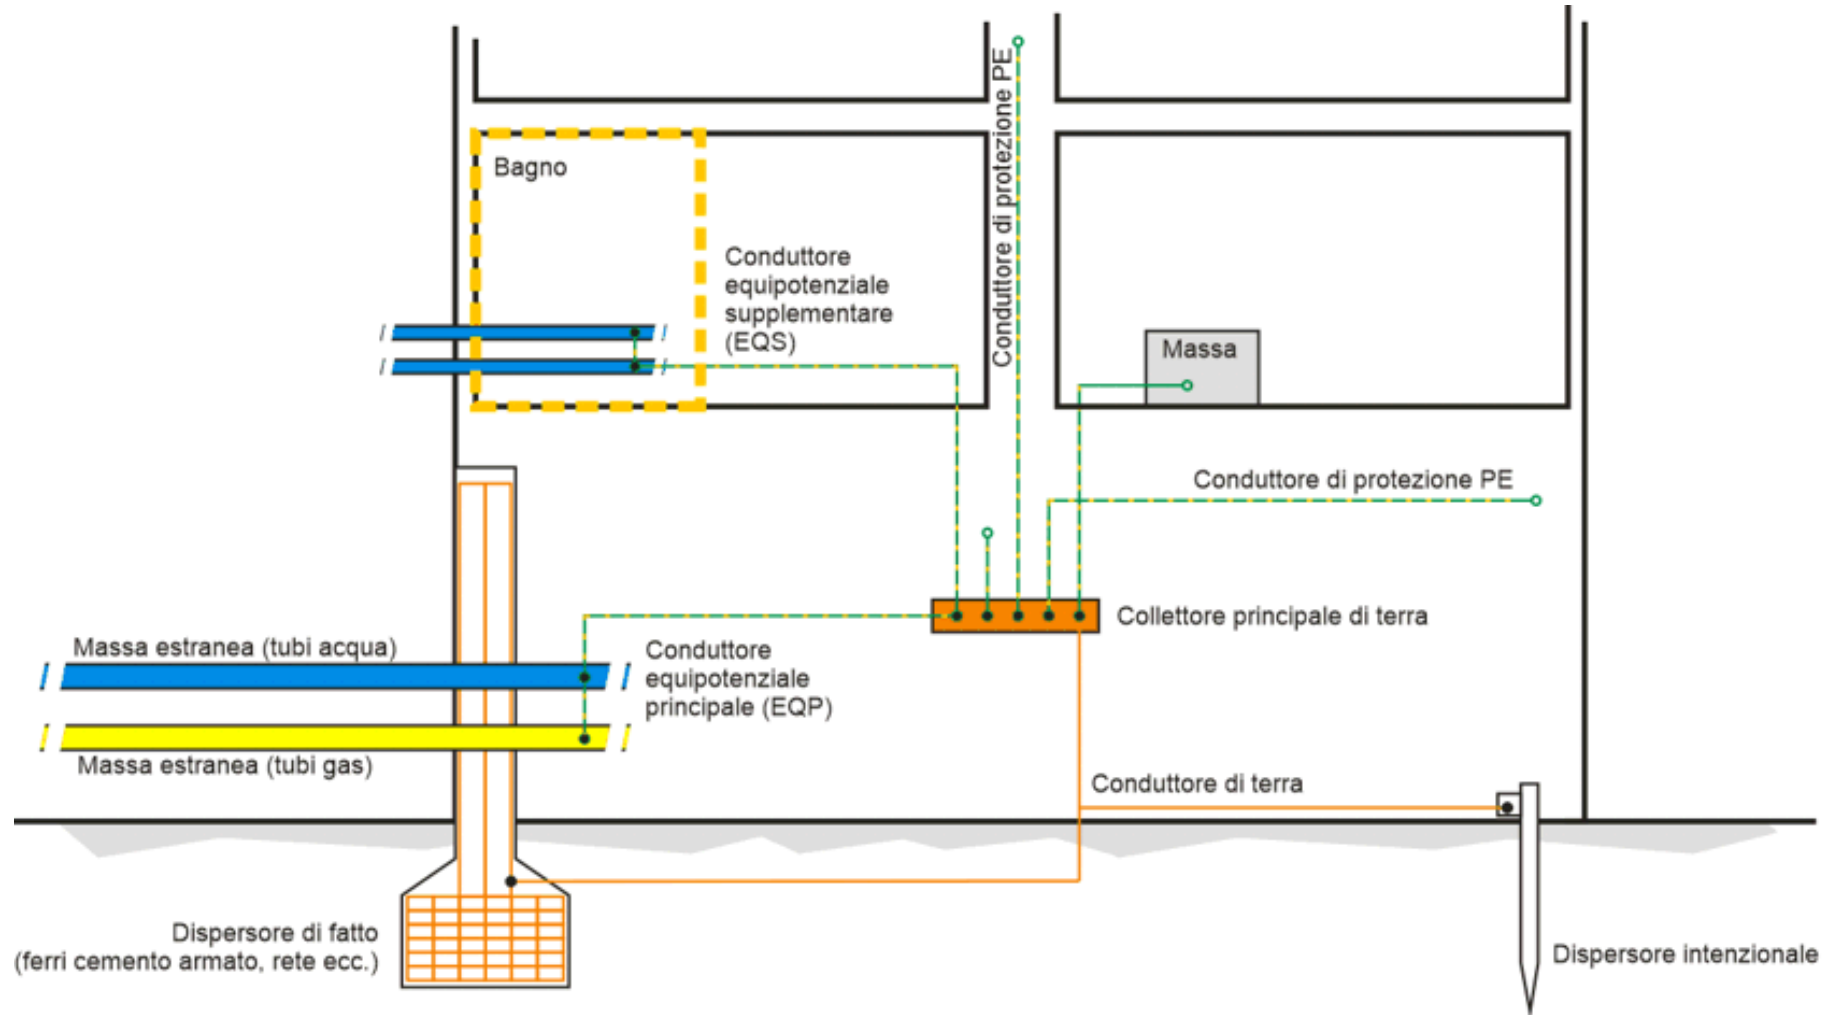 Bagno
Conduttore
equipotenziale
supplementare
(EQS)
Conduttore di protezione PE
Massa
Conduttore di protezione PE
Collettore principale di terra
Massa estranea (tubi acqua)
Conduttore
equipotenziale
principale (EQP)
Massa estranea (tubi gas)
Conduttore di terra
Dispersore di fatto
(ferri cemento armato, rete ecc.)
Dispersore intenzionale